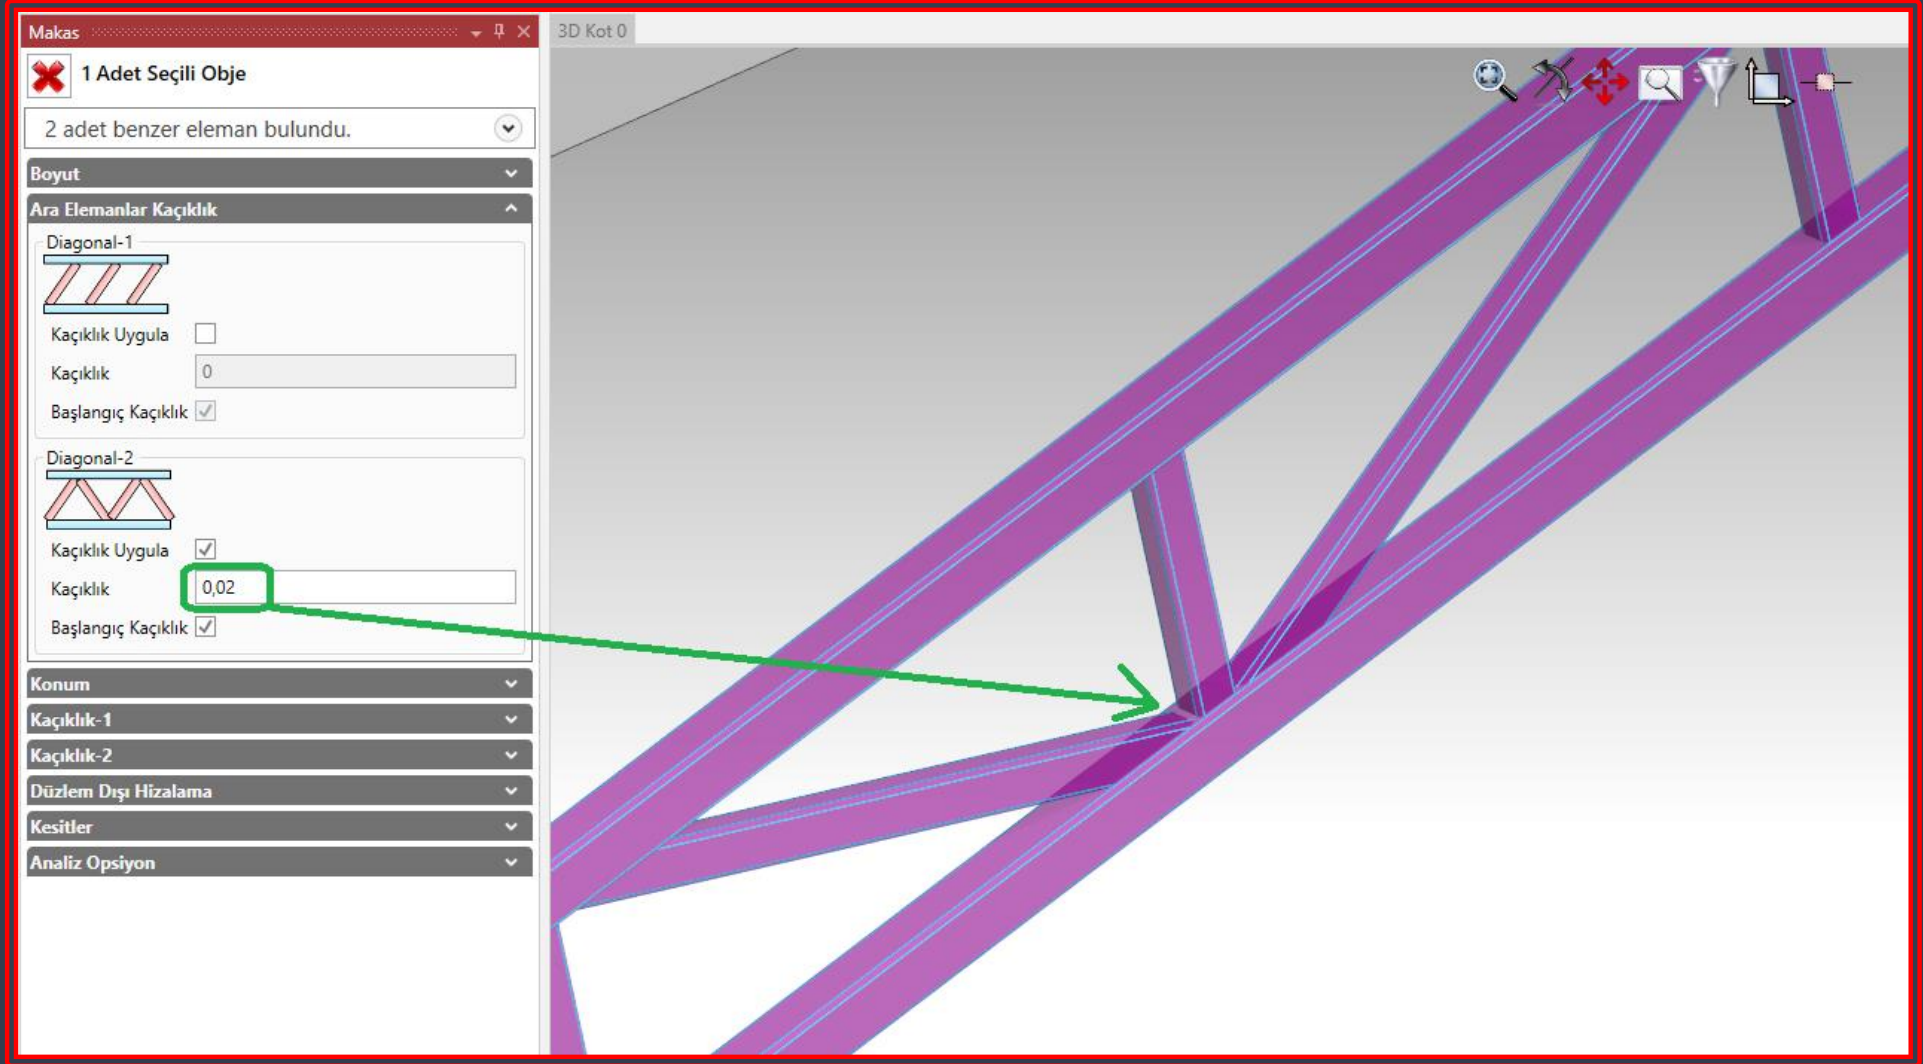 Makas
3D Kot 0
1 Adet Seçili Obje
2 adet benzer eleman bulundu.
Boyut
Ara Elemanlar Kaçıklık
Diagonal-1
Kaçıklık Uygula
Kaçıklık 0
Başlangıç Kaçıklık
Diagonal-2
Kaçıklık Uygula
Kaçıklık 0,02
Başlangıç Kaçıklık
Konum
Kaçıklık-1
Kaçıklık-2
Düzlem Dışı Hizalama
Kesitler
Analiz Opsiyon